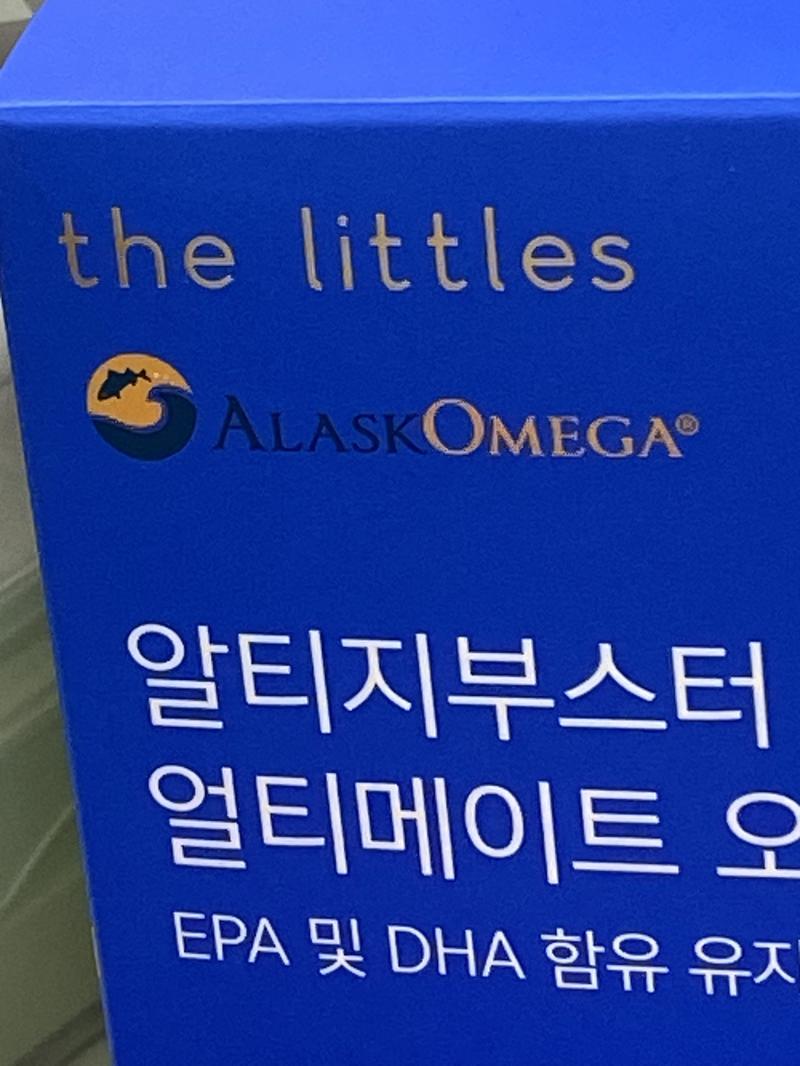 the littles
ALASKOMEGA®
알티지부스터
얼티메이트 오
EPA 및 DHA 함유 유지